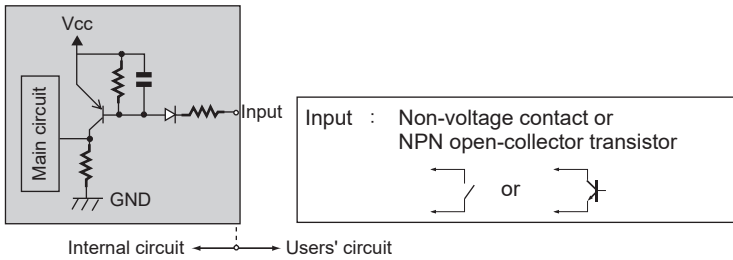 Vcc
Main circuit
Input
GND
Internal circuit
Users' circuit
Input : Non-voltage contact or
NPN open-collector transistor
or